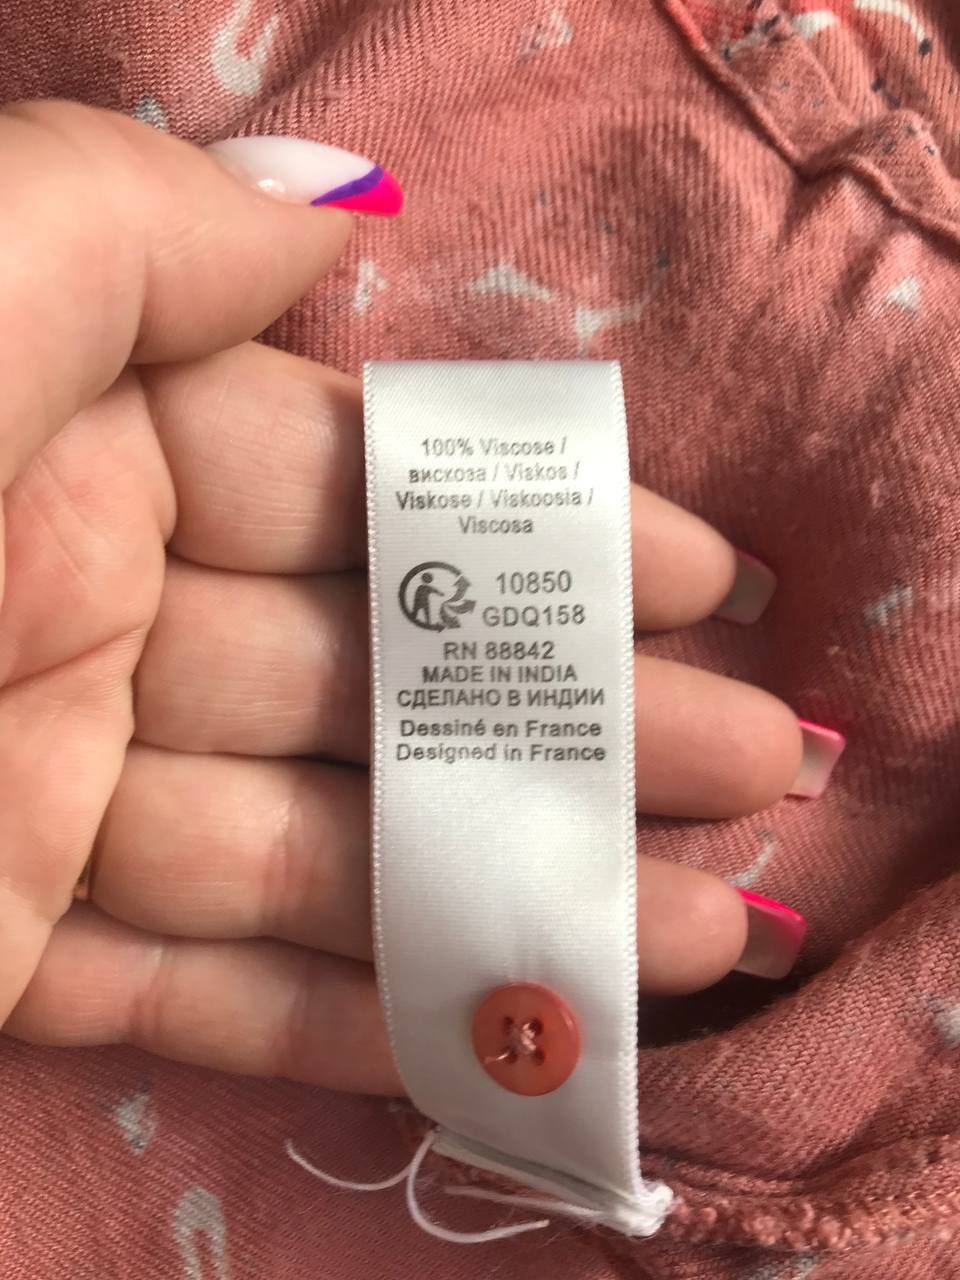 100% Viscose /
вискоза / Viskos /
Viskose / Viskoosia /
Viscosa
10850
GDQ158
RN 88842
MADE IN INDIA
СДЕЛАНО В ИНДИИ
Dessiné en France
Designed in France